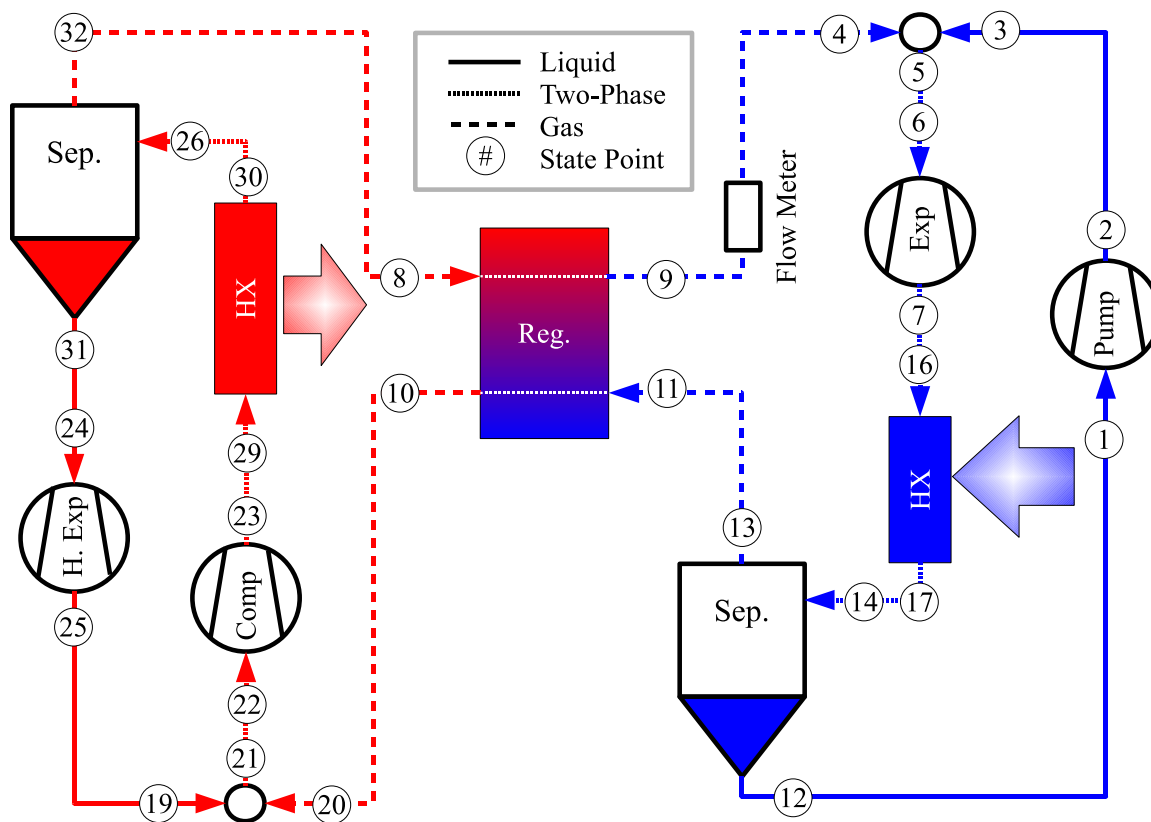 32
4
3
Liquid
Two-Phase
Gas
# State Point
5
6
26
Sep.
30
Flow Meter
Exp
2
HX
8
9
7
Pump
31
Reg.
16
10
11
24
1
29
HX
H. Exp
23
13
Comp
14
17
25
Sep.
22
21
19
20
12